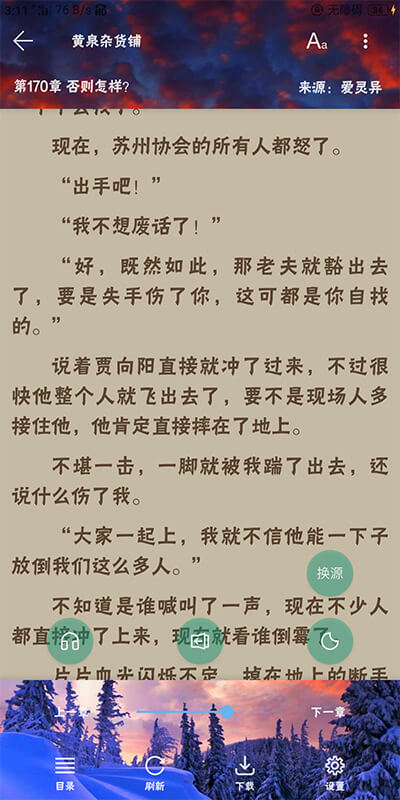 3:11
76 B/s
无障碍
黄泉杂货铺
Aa
第170章 否则怎样?
来源: 爱灵异
现在，苏州协会的所有人都怒了。
“出手吧！”
“我不想废话了！”
“好，既然如此，那老夫就豁出去
了，要是失手伤了你，这可都是你自找
的。”
说着贾向阳直接就冲了过来，不过很
快他整个人就飞出去了，要不是现场人多
接住他，他肯定直接摔在了地上。
不堪一击，一脚就被我踹了出去，还
说什么伤了我。
“大家一起上，我就不信他能一下子
放倒我们这么多人。”
换源
不知道是谁喊叫了一声，现在不少人
都直接冲了上来，现在就看谁倒霉了
片片血光闪烁不定，掉在地上的断手
上一章
下一章
目录
刷新
下载
设置